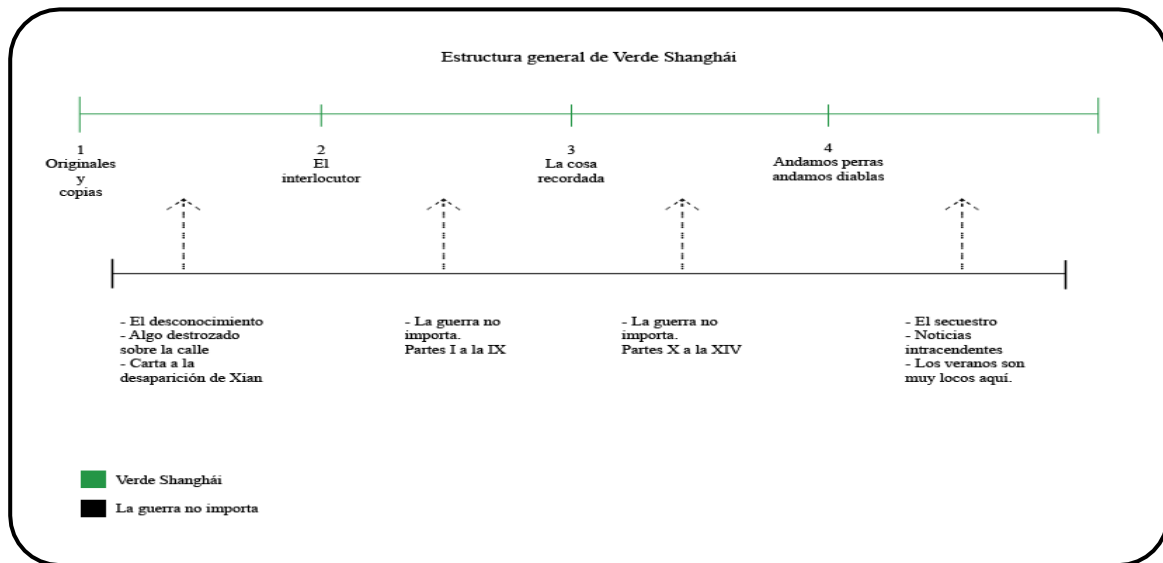 Estructura general de Verde Shanghái
1
Originales
y
copias
2
El
interlocutor
3
La cosa
recordada
4
Andamos perras
andamos diablas
- El desconocimiento
- Algo destrozado
sobre la calle
- Carta a la
desaparición de Xian
- La guerra no
importa.
Partes I a la IX
- La guerra no
importa.
Partes X a la XIV
- El secuestro
- Noticias
intracendentes
- Los veranos son
muy locos aquí.
Verde Shanghái
La guerra no importa